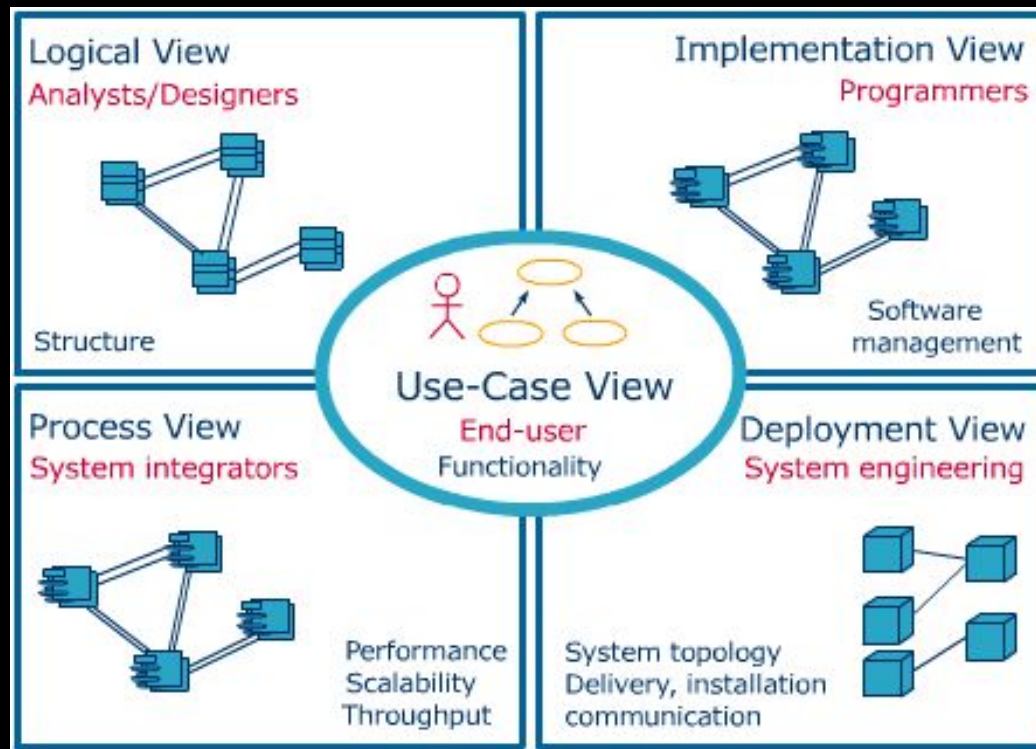 Logical View
Analysts/Designers
Structure
Implementation View
Programmers
Software
management
Use-Case View
End-user
Functionality
Process View
System integrators
Performance
Scalability
Throughput
Deployment View
System engineering
System topology
Delivery, installation
communication